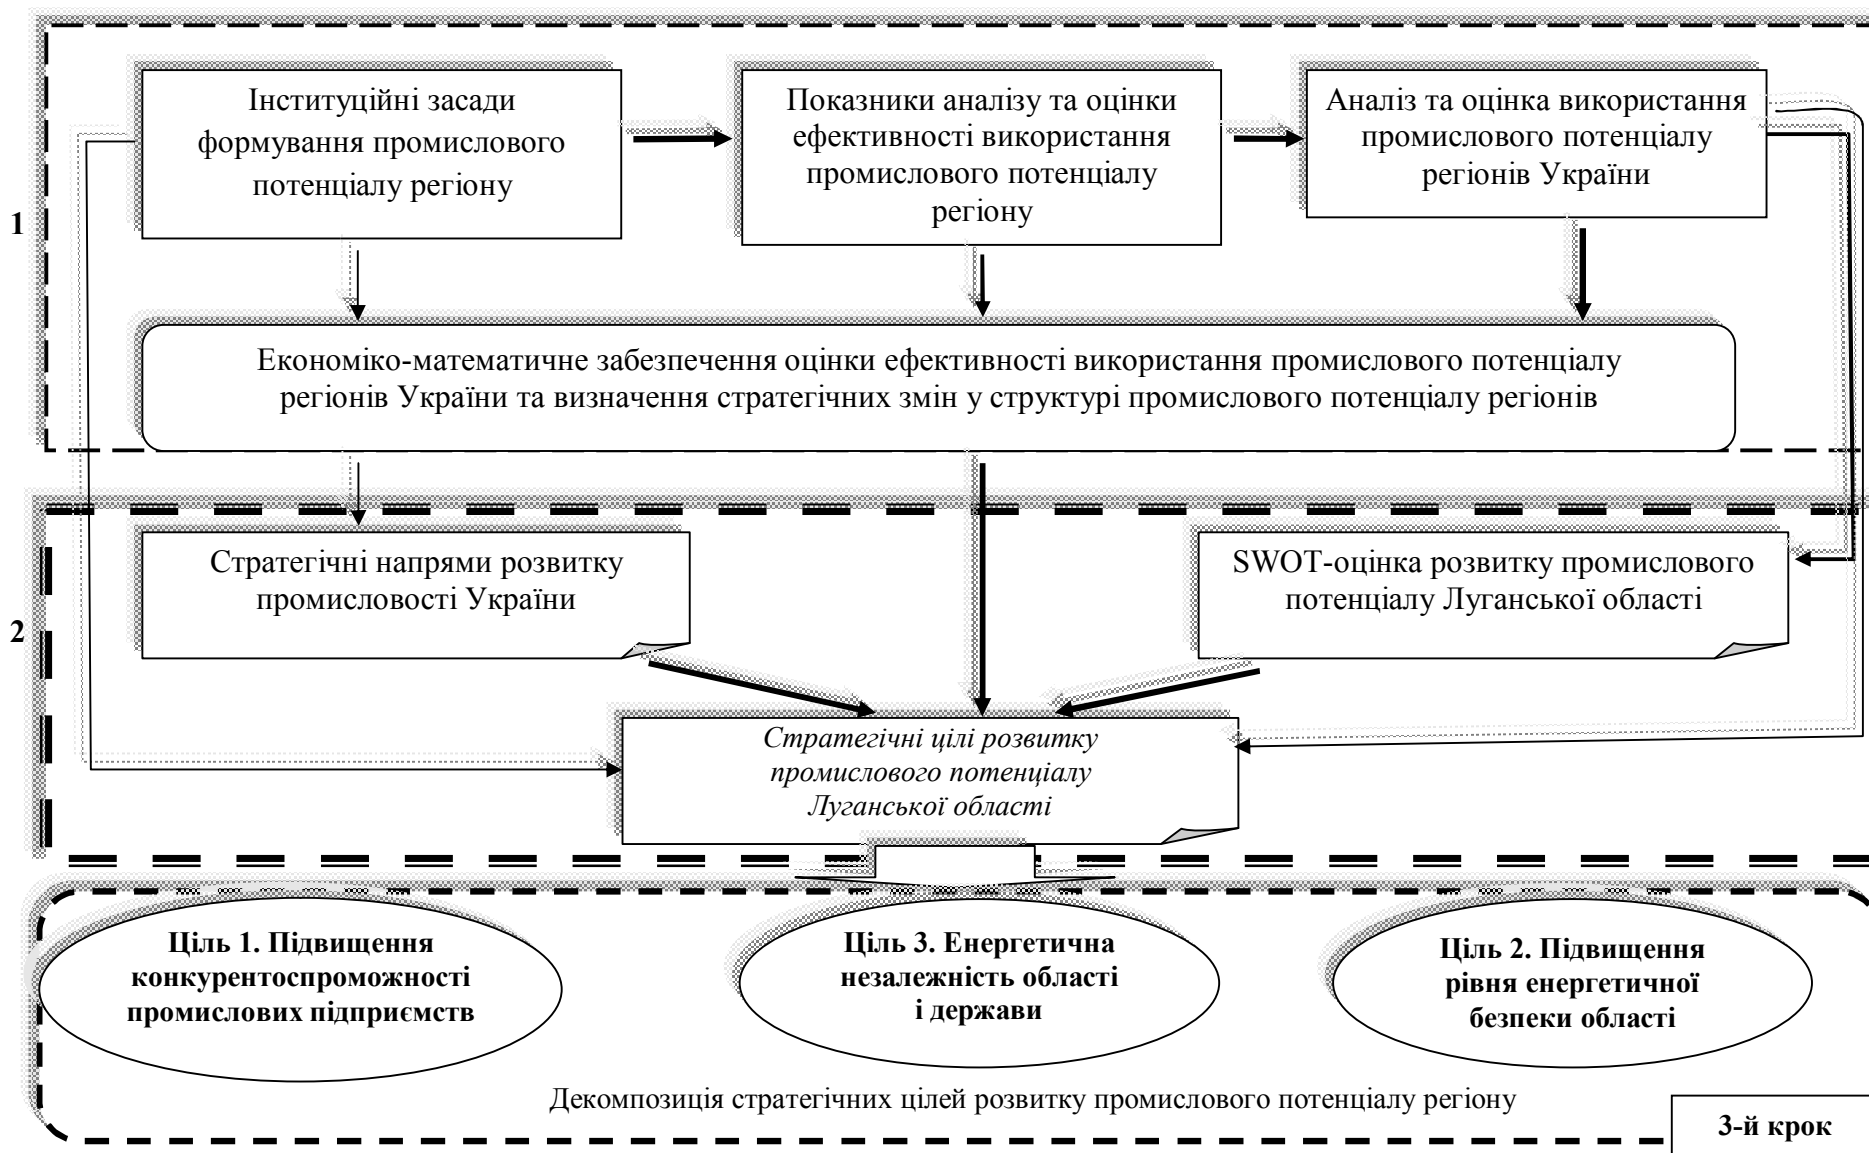 1
Інституційні засади
формування промислового
потенціалу регіону
Показники аналізу та оцінки
ефективності використання
промислового потенціалу
регіону
Аналіз та оцінка використання
промислового потенціалу
регіонів України
Економіко-математичне забезпечення оцінки ефективності використання промислового потенціалу
регіонів України та визначення стратегічних змін у структурі промислового потенціалу регіонів
2
Стратегічні напрями розвитку
промисловості України
SWOT-оцінка розвитку промислового
потенціалу Луганської області
Стратегічні цілі розвитку
промислового потенціалу
Луганської області
Ціль 1. Підвищення
конкурентоспроможності
промислових підприємств
Ціль 3. Енергетична
незалежність області
і держави
Ціль 2. Підвищення
рівня енергетичної
безпеки області
Декомпозиція стратегічних цілей розвитку промислового потенціалу регіону
3-й крок